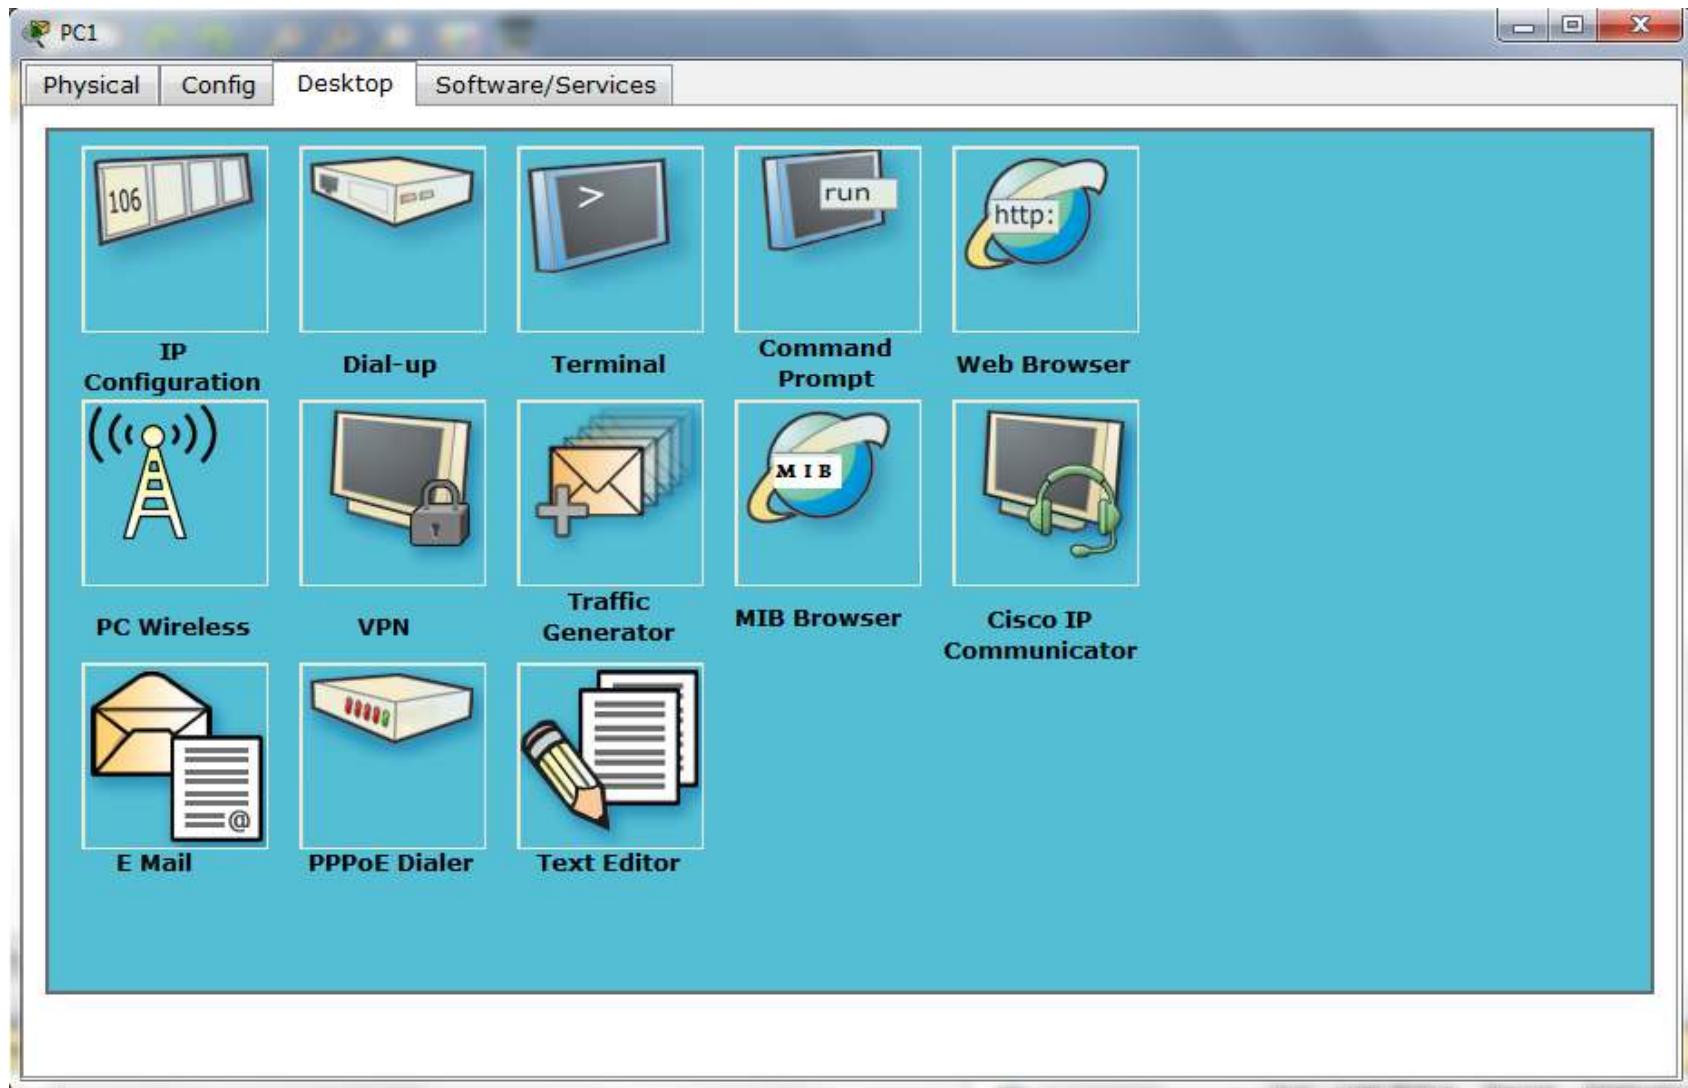 PC1
Physical
Config
Desktop
Software/Services
106
>
run
http:
IP
Configuration
Dial-up
Terminal
Command
Prompt
Web Browser
MIB
PC Wireless
VPN
Traffic
Generator
MIB Browser
Cisco IP
Communicator
@
E Mail
PPPoE Dialer
Text Editor